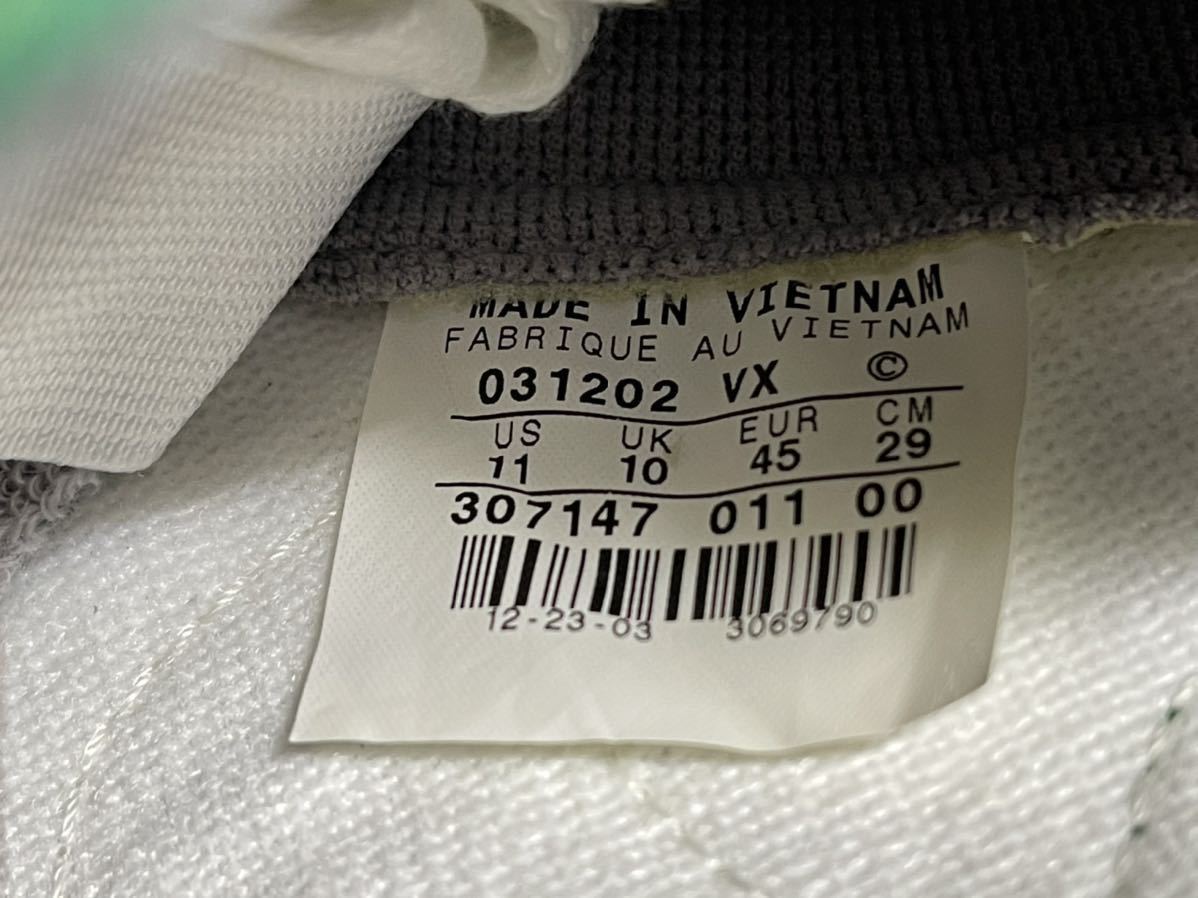 MADE IN VIETNAM
FABRIQUE AU VIETNAM
031202 VX ©
US UK EUR CM
11 10 45 29
307147 011 00
12-23-03 3069790